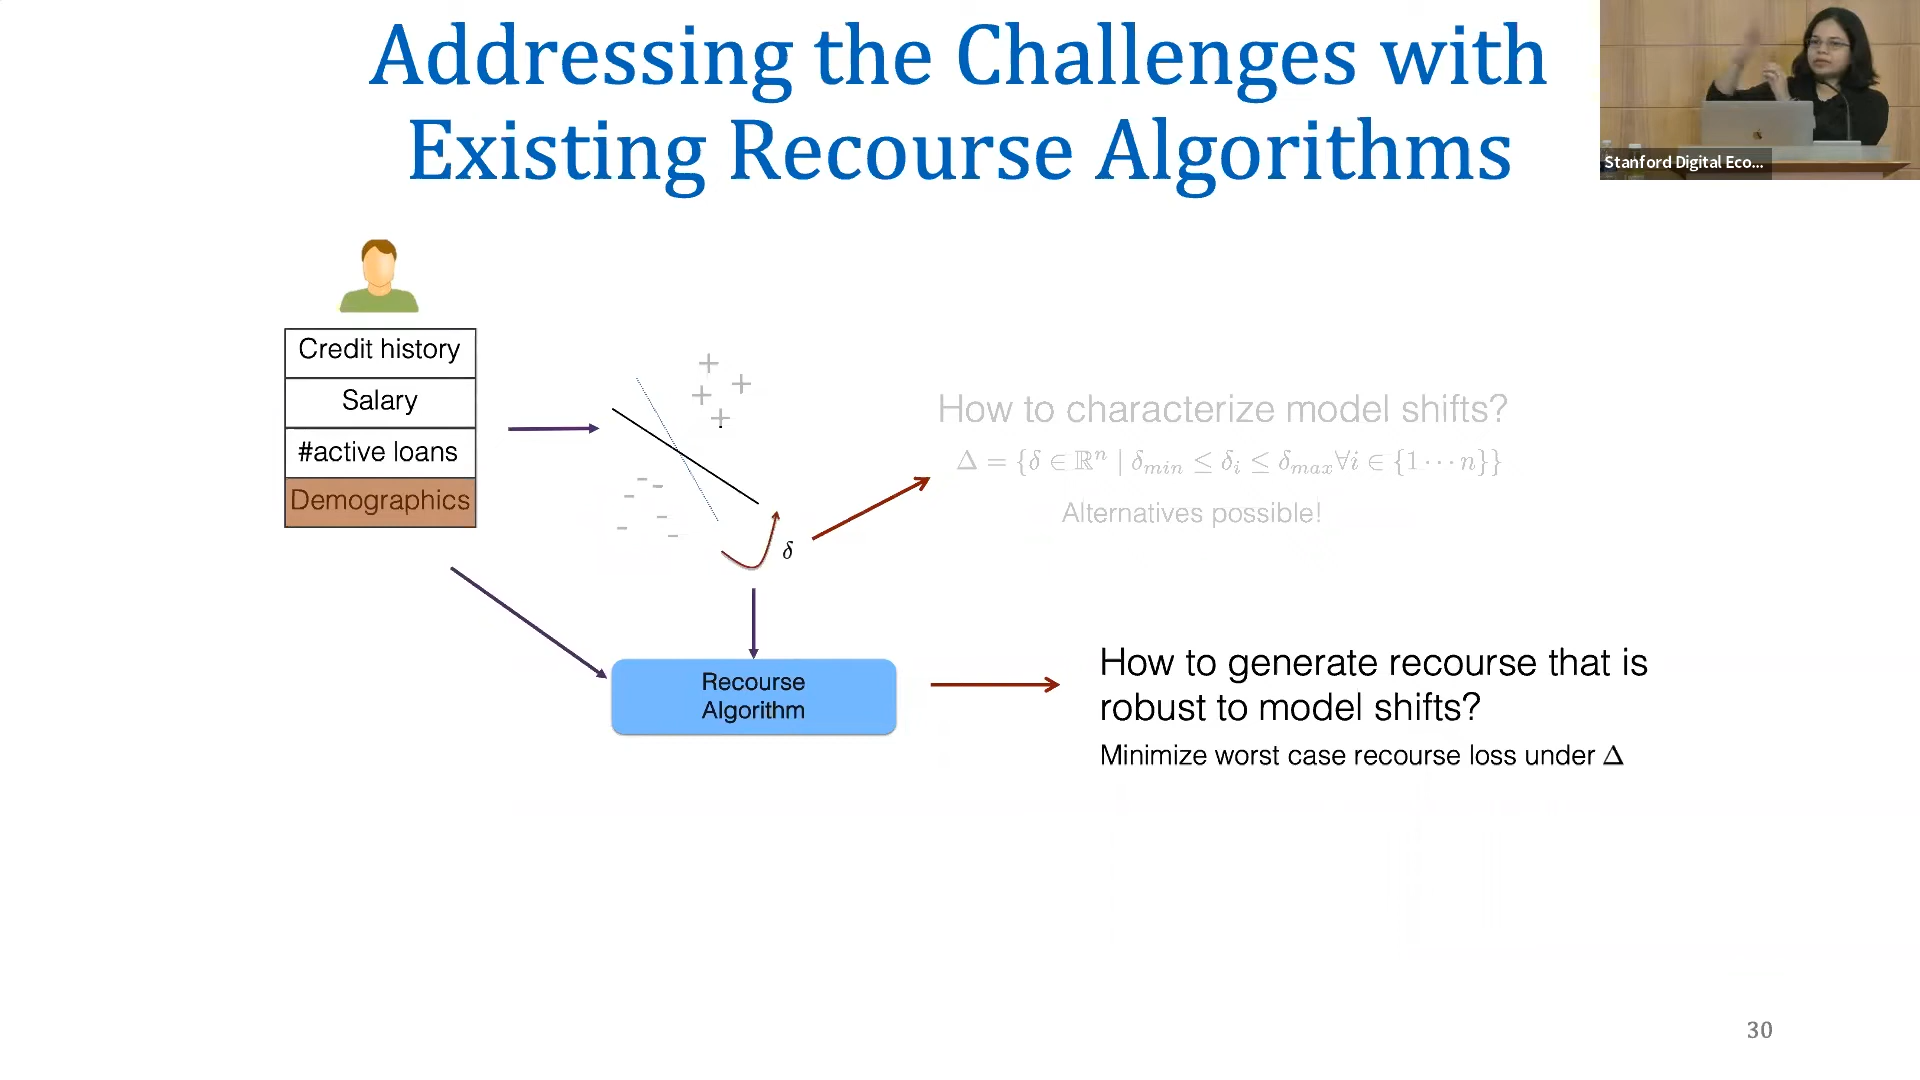 Addressing the Challenges with
Existing Recourse Algorithms
Stanford Digital Eco...
Credit history
Salary
#active loans
Demographics
+
+
+
+
- -
-
-
-
-
δ
How to characterize model shifts?
Δ = {δ ∈ ℝⁿ | δ_min ≤ δ_i ≤ δ_max ∀i ∈ {1 ⋯ n}}
Alternatives possible!
Recourse
Algorithm
How to generate recourse that is
robust to model shifts?
Minimize worst case recourse loss under Δ
30